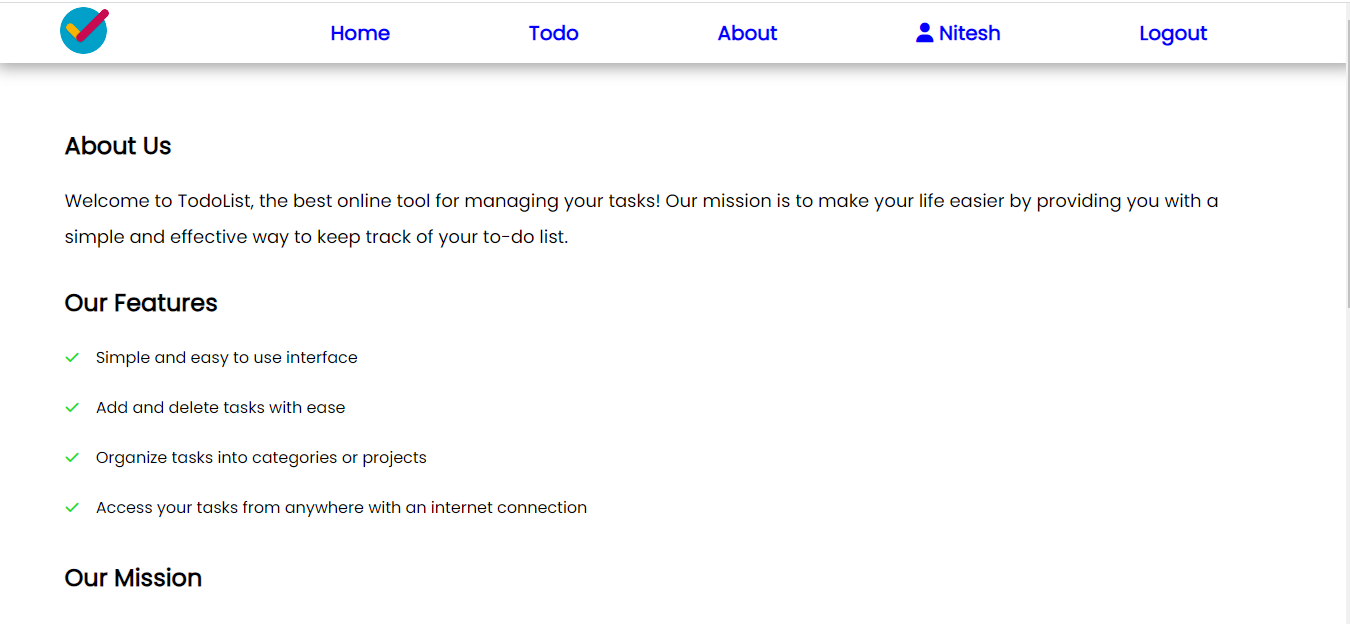 Home Todo About Nitesh Logout
About Us
Welcome to TodoList, the best online tool for managing your tasks! Our mission is to make your life easier by providing you with a
simple and effective way to keep track of your to-do list.
Our Features
Simple and easy to use interface
Add and delete tasks with ease
Organize tasks into categories or projects
Access your tasks from anywhere with an internet connection
Our Mission